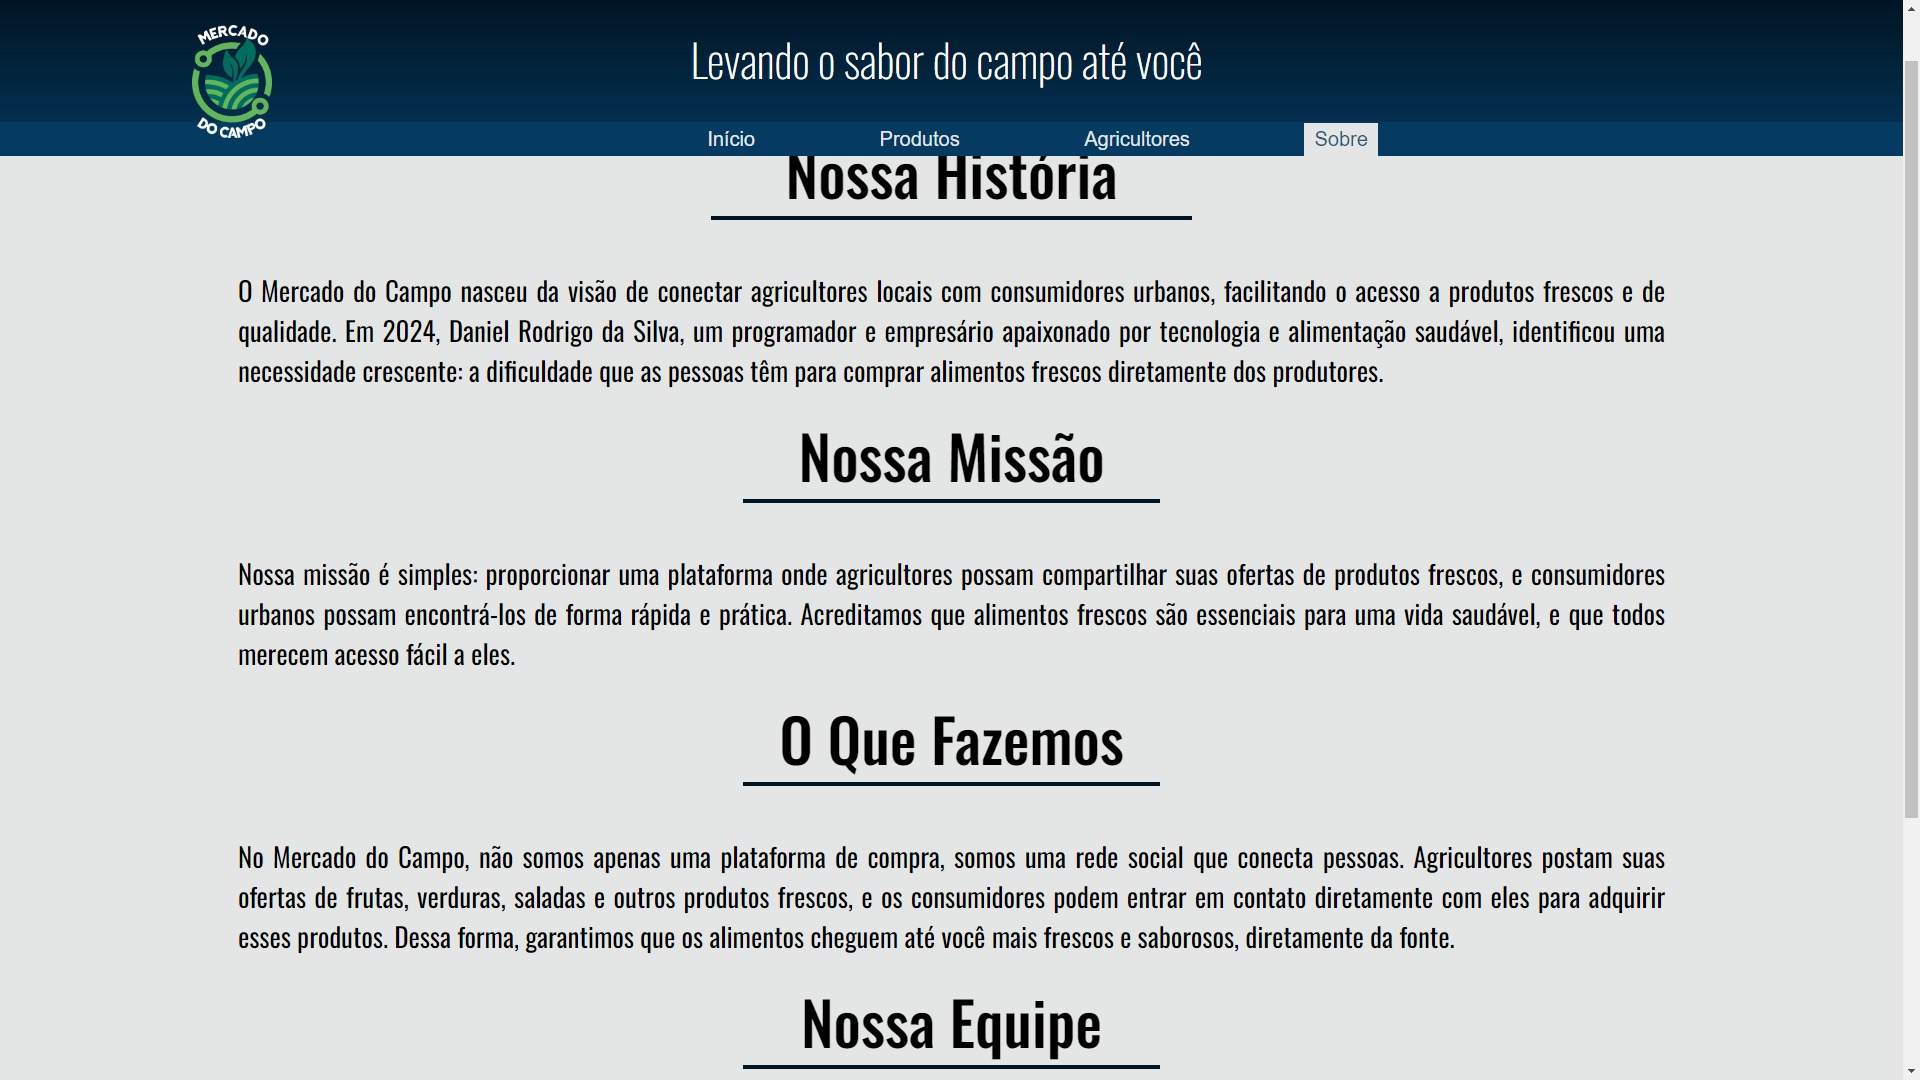 MERCADO
DO CAMPO
Levando o sabor do campo até você
Início Produtos Agricultores Sobre
Nossa História
O Mercado do Campo nasceu da visão de conectar agricultores locais com consumidores urbanos, facilitando o acesso a produtos frescos e de
qualidade. Em 2024, Daniel Rodrigo da Silva, um programador e empresário apaixonado por tecnologia e alimentação saudável, identificou uma
necessidade crescente: a dificuldade que as pessoas têm para comprar alimentos frescos diretamente dos produtores.
Nossa Missão
Nossa missão é simples: proporcionar uma plataforma onde agricultores possam compartilhar suas ofertas de produtos frescos, e consumidores
urbanos possam encontrá-los de forma rápida e prática. Acreditamos que alimentos frescos são essenciais para uma vida saudável, e que todos
merecem acesso fácil a eles.
O Que Fazemos
No Mercado do Campo, não somos apenas uma plataforma de compra, somos uma rede social que conecta pessoas. Agricultores postam suas
ofertas de frutas, verduras, saladas e outros produtos frescos, e os consumidores podem entrar em contato diretamente com eles para adquirir
esses produtos. Dessa forma, garantimos que os alimentos cheguem até você mais frescos e saborosos, diretamente da fonte.
Nossa Equipe